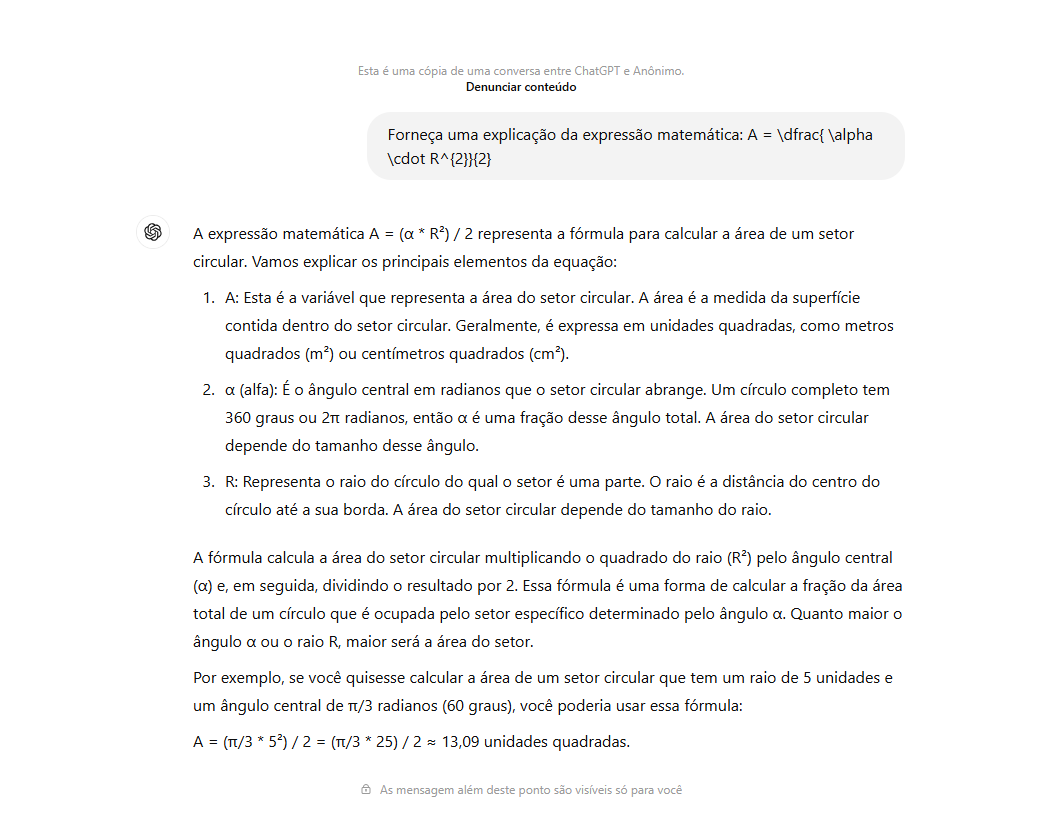 Esta é uma cópia de uma conversa entre ChatGPT e Anônimo.
Denunciar conteúdo
Forneça uma explicação da expressão matemática: A = \dfrac{ \alpha
\cdot R^{2}}{2}
A expressão matemática A = (α * R²) / 2 representa a fórmula para calcular a área de um setor
circular. Vamos explicar os principais elementos da equação:
1. A: Esta é a variável que representa a área do setor circular. A área é a medida da superfície
contida dentro do setor circular. Geralmente, é expressa em unidades quadradas, como metros
quadrados (m²) ou centímetros quadrados (cm²).
2. α (alfa): É o ângulo central em radianos que o setor circular abrange. Um círculo completo tem
360 graus ou 2π radianos, então α é uma fração desse ângulo total. A área do setor circular
depende do tamanho desse ângulo.
3. R: Representa o raio do círculo do qual o setor é uma parte. O raio é a distância do centro do
círculo até a sua borda. A área do setor circular depende do tamanho do raio.
A fórmula calcula a área do setor circular multiplicando o quadrado do raio (R²) pelo ângulo central
(α) e, em seguida, dividindo o resultado por 2. Essa fórmula é uma forma de calcular a fração da área
total de um círculo que é ocupada pelo setor específico determinado pelo ângulo α. Quanto maior o
ângulo α ou o raio R, maior será a área do setor.
Por exemplo, se você quisesse calcular a área de um setor circular que tem um raio de 5 unidades e
um ângulo central de π/3 radianos (60 graus), você poderia usar essa fórmula:
A = (π/3 * 5²) / 2 = (π/3 * 25) / 2 ≈ 13,09 unidades quadradas.
As mensagem além deste ponto são visíveis só para você